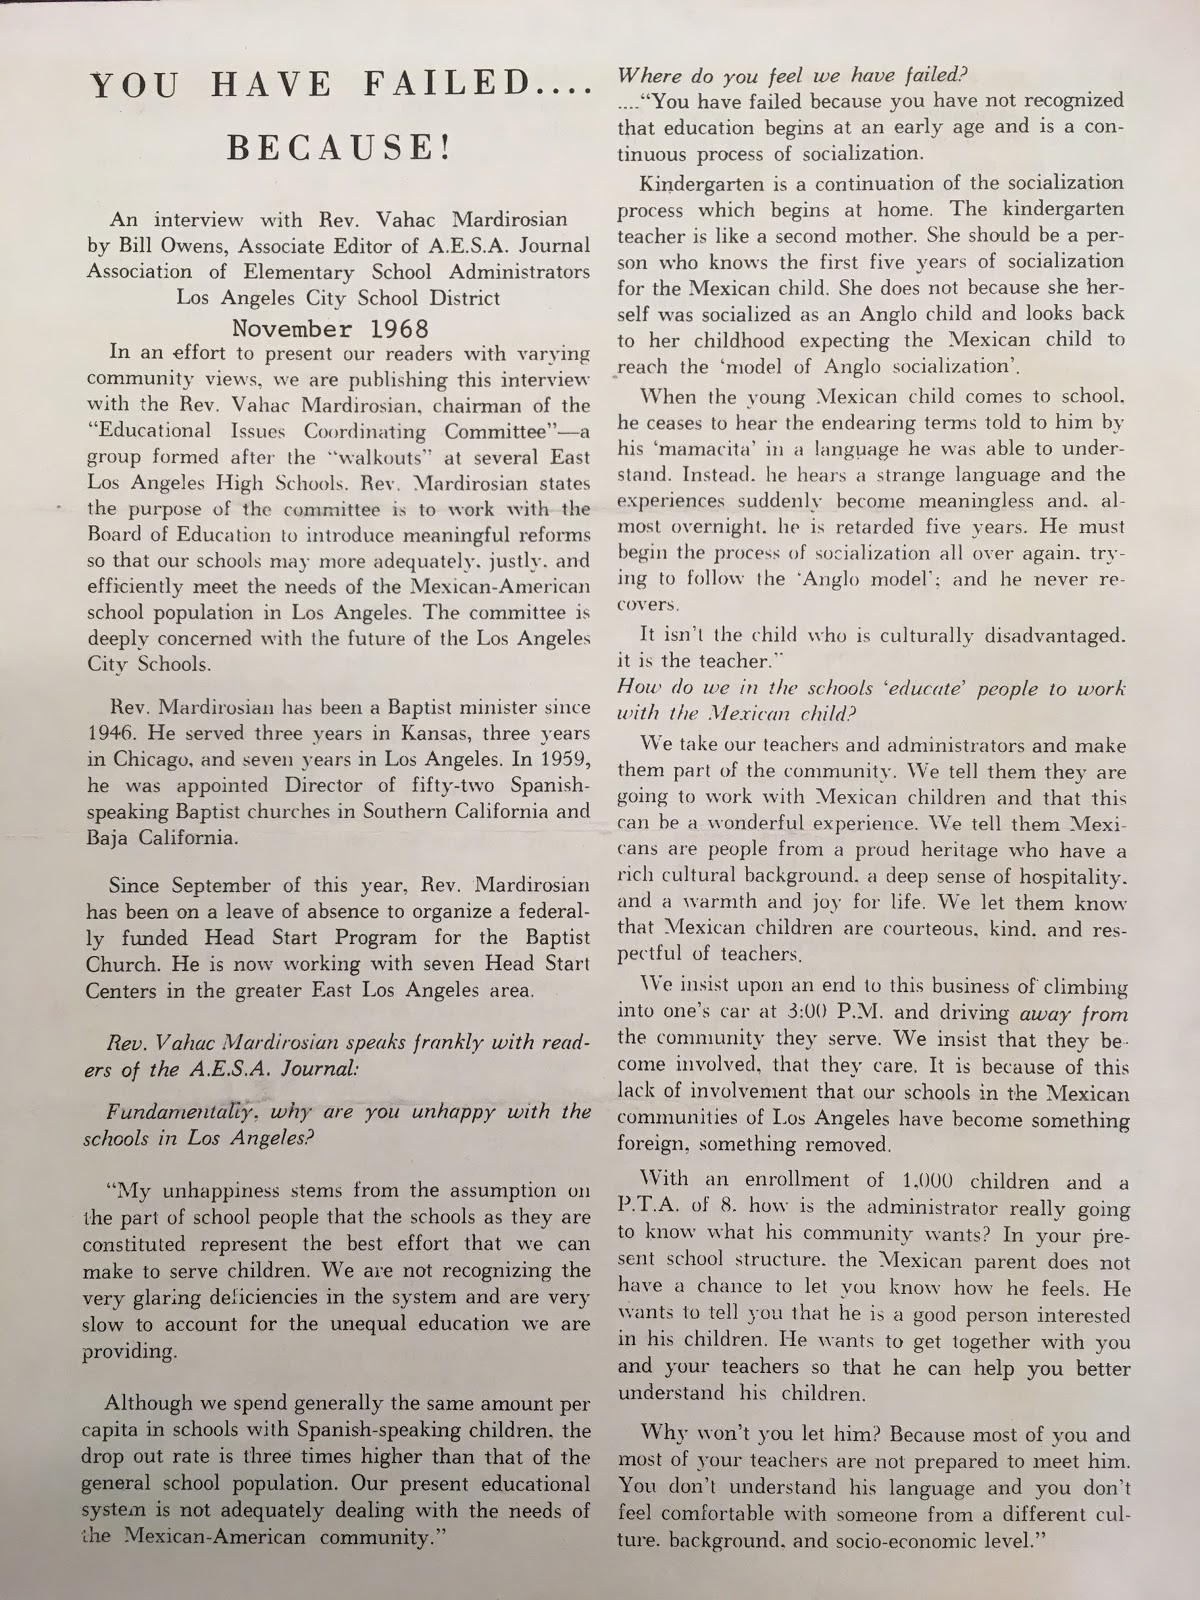 YOU HAVE FAILED....
BECAUSE!
An interview with Rev. Vahac Mardirosian
by Bill Owens, Associate Editor of A.E.S.A. Journal
Association of Elementary School Administrators
Los Angeles City School District
November 1968
In an effort to present our readers with varying
community views, we are publishing this interview
with the Rev. Vahac Mardirosian, chairman of the
“Educational Issues Coordinating Committee”—a
group formed after the “walkouts” at several East
Los Angeles High Schools. Rev. Mardirosian states
the purpose of the committee is to work with the
Board of Education to introduce meaningful reforms
so that our schools may more adequately, justly, and
efficiently meet the needs of the Mexican-American
school population in Los Angeles. The committee is
deeply concerned with the future of the Los Angeles
City Schools.
Rev. Mardirosian has been a Baptist minister since
1946. He served three years in Kansas, three years
in Chicago, and seven years in Los Angeles. In 1959,
he was appointed Director of fifty-two Spanish-
speaking Baptist churches in Southern California and
Baja California.
Since September of this year, Rev. Mardirosian
has been on a leave of absence to organize a federal-
ly funded Head Start Program for the Baptist
Church. He is now working with seven Head Start
Centers in the greater East Los Angeles area.
Rev. Vahac Mardirosian speaks frankly with read-
ers of the A.E.S.A. Journal:
Fundamentally, why are you unhappy with the
schools in Los Angeles?
“My unhappiness stems from the assumption on
the part of school people that the schools as they are
constituted represent the best effort that we can
make to serve children. We are not recognizing the
very glaring deficiencies in the system and are very
slow to account for the unequal education we are
providing.
Although we spend generally the same amount per
capita in schools with Spanish-speaking children, the
drop out rate is three times higher than that of the
general school population. Our present educational
system is not adequately dealing with the needs of
the Mexican-American community.”
Where do you feel we have failed?
....“You have failed because you have not recognized
that education begins at an early age and is a con-
tinuous process of socialization.
Kindergarten is a continuation of the socialization
process which begins at home. The kindergarten
teacher is like a second mother. She should be a per-
son who knows the first five years of socialization
for the Mexican child. She does not because she her-
self was socialized as an Anglo child and looks back
to her childhood expecting the Mexican child to
reach the ‘model of Anglo socialization’.
When the young Mexican child comes to school,
he ceases to hear the endearing terms told to him by
his ‘mamacita’ in a language he was able to under-
stand. Instead, he hears a strange language and the
experiences suddenly become meaningless and, al-
most overnight, he is retarded five years. He must
begin the process of socialization all over again, try-
ing to follow the ‘Anglo model’; and he never re-
covers.
It isn’t the child who is culturally disadvantaged,
it is the teacher.”
How do we in the schools ‘educate’ people to work
with the Mexican child?
We take our teachers and administrators and make
them part of the community. We tell them they are
going to work with Mexican children and that this
can be a wonderful experience. We tell them Mexi-
cans are people from a proud heritage who have a
rich cultural background, a deep sense of hospitality,
and a warmth and joy for life. We let them know
that Mexican children are courteous, kind, and res-
pectful of teachers.
We insist upon an end to this business of climbing
into one’s car at 3:00 P.M. and driving away from
the community they serve. We insist that they be-
come involved, that they care. It is because of this
lack of involvement that our schools in the Mexican
communities of Los Angeles have become something
foreign, something removed.
With an enrollment of 1,000 children and a
P.T.A. of 8, how is the administrator really going
to know what his community wants? In your pre-
sent school structure, the Mexican parent does not
have a chance to let you know how he feels. He
wants to tell you that he is a good person interested
in his children. He wants to get together with you
and your teachers so that he can help you better
understand his children.
Why won’t you let him? Because most of you and
most of your teachers are not prepared to meet him.
You don’t understand his language and you don’t
feel comfortable with someone from a different cul-
ture, background, and socio-economic level.”